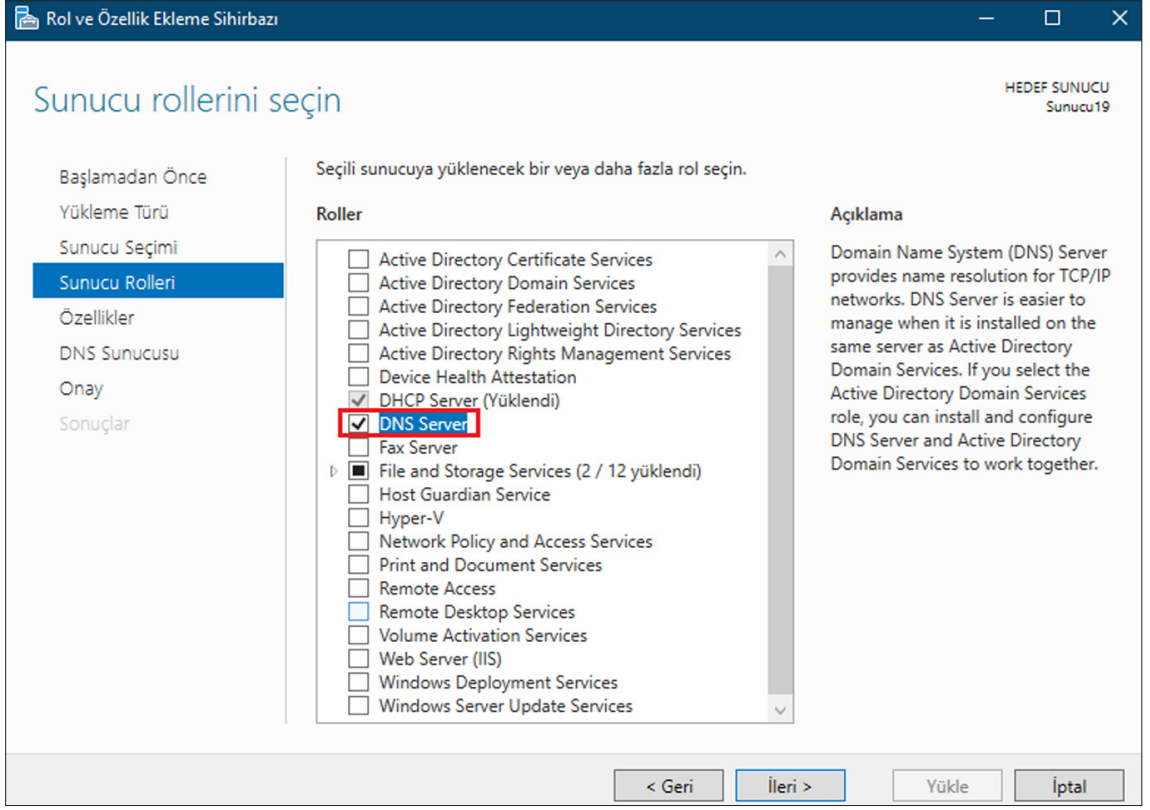 Rol ve Özellik Ekleme Sihirbazı
Sunucu rollerini seçin
HEDEF SUNUCU
Sunucu19
Başlamadan Önce
Yükleme Türü
Sunucu Seçimi
Sunucu Rolleri
Özellikler
DNS Sunucusu
Onay
Sonuçlar
Seçili sunucuya yüklenecek bir veya daha fazla rol seçin.
Roller
Active Directory Certificate Services
Active Directory Domain Services
Active Directory Federation Services
Active Directory Lightweight Directory Services
Active Directory Rights Management Services
Device Health Attestation
DHCP Server (Yüklendi)
DNS Server
Fax Server
File and Storage Services (2 / 12 yüklendi)
Host Guardian Service
Hyper-V
Network Policy and Access Services
Print and Document Services
Remote Access
Remote Desktop Services
Volume Activation Services
Web Server (IIS)
Windows Deployment Services
Windows Server Update Services
Açıklama
Domain Name System (DNS) Server
provides name resolution for TCP/IP
networks. DNS Server is easier to
manage when it is installed on the
same server as Active Directory
Domain Services. If you select the
Active Directory Domain Services
role, you can install and configure
DNS Server and Active Directory
Domain Services to work together.
< Geri
İleri >
Yükle
İptal